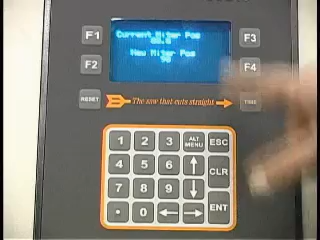 F1
Current Miter Pos
F3
New Miter Pos
F2
F4
RESET
The saw that cuts straight
1 2 3 ALT MENU ESC
4 5 6 CLR
7 8 9
• 0 ENT